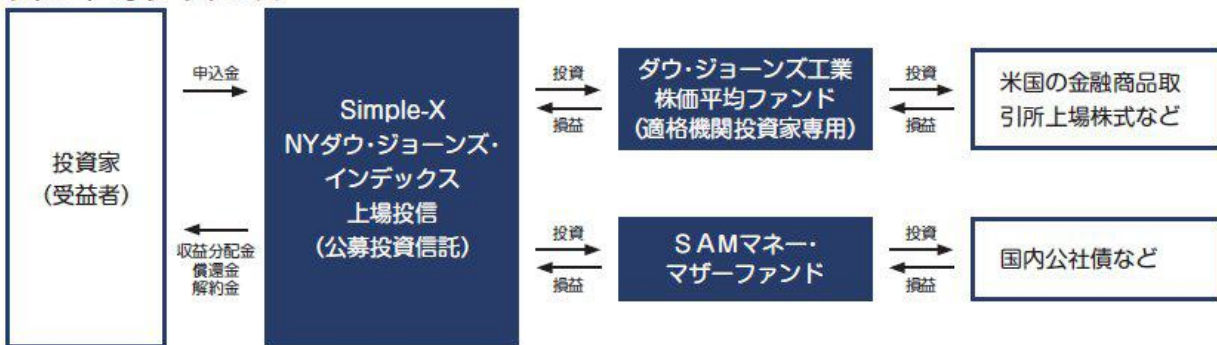 投資家
(受益者)
申込金
収益分配金
償還金
解約金
Simple-X
NYダウ・ジョーンズ・
インデックス
上場投信
(公募投資信託)
投資
損益
ダウ・ジョーンズ工業
株価平均ファンド
(適格機関投資家専用)
投資
損益
米国の金融商品取
引所上場株式など
投資
損益
SAMマネー・
マザーファンド
投資
損益
国内公社債など